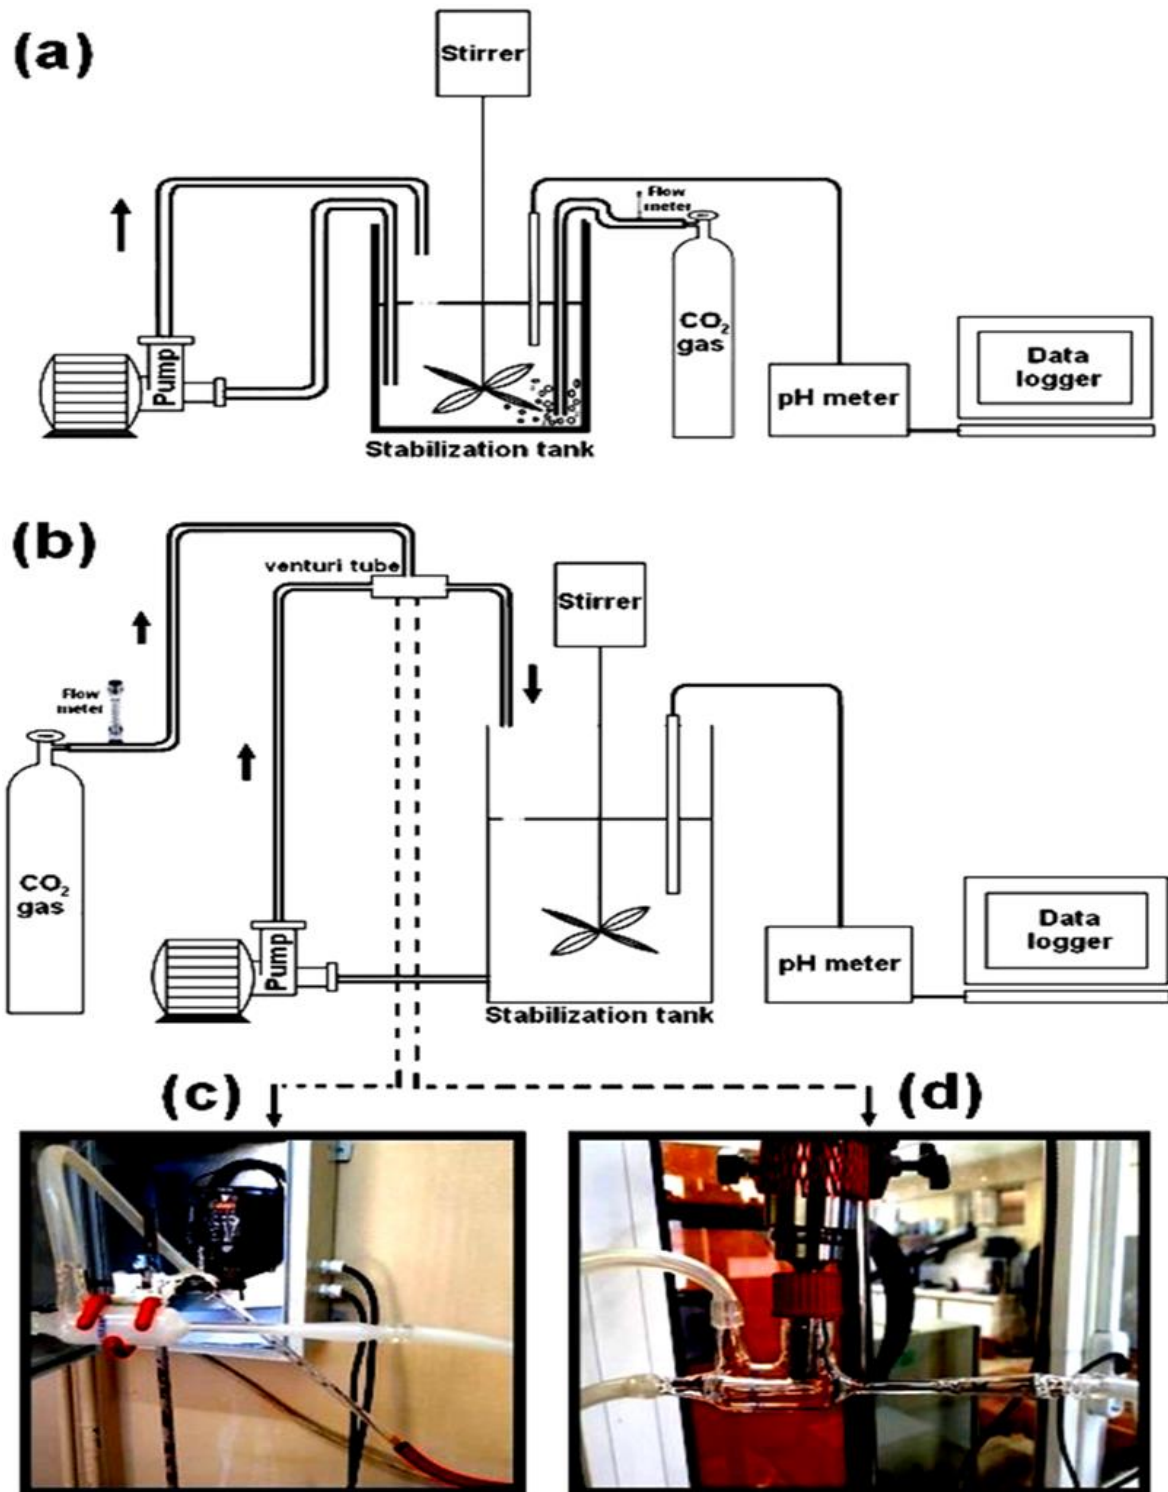 (a)
Stirrer
Flow
meter
Pump
CO₂
gas
pH meter
Data
logger
Stabilization tank
(b)
venturi tube
Stirrer
Flow
meter
CO₂
gas
Pump
pH meter
Data
logger
Stabilization tank
(c)
(d)